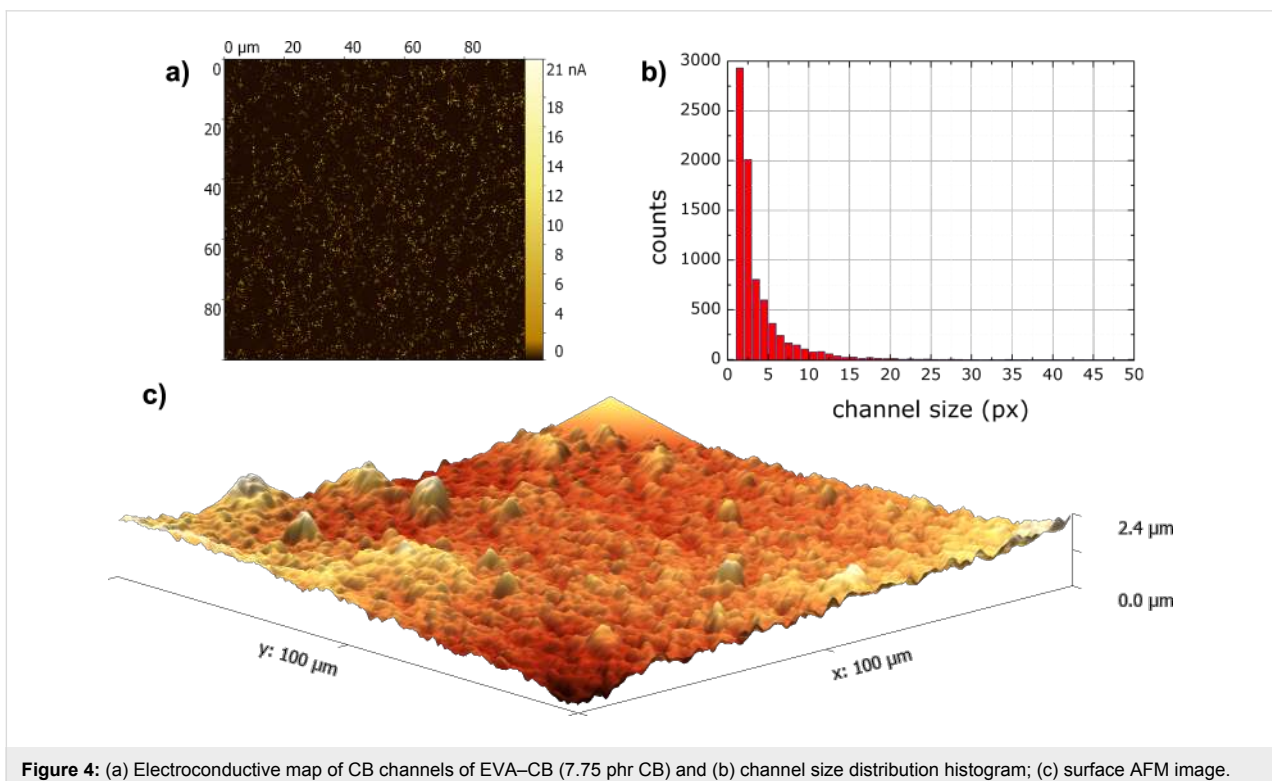 a)
0 µm 20 40 60 80
0
20
40
60
80
21 nA
18
16
14
12
10
8
6
4
0
b)
3000
2500
2000
1500
1000
500
0
counts
0 5 10 15 20 25 30 35 40 45 50
channel size (px)
c)
2.4 µm
0.0 µm
y: 100 µm
x: 100 µm
Figure 4: (a) Electroconductive map of CB channels of EVA–CB (7.75 phr CB) and (b) channel size distribution histogram; (c) surface AFM image.